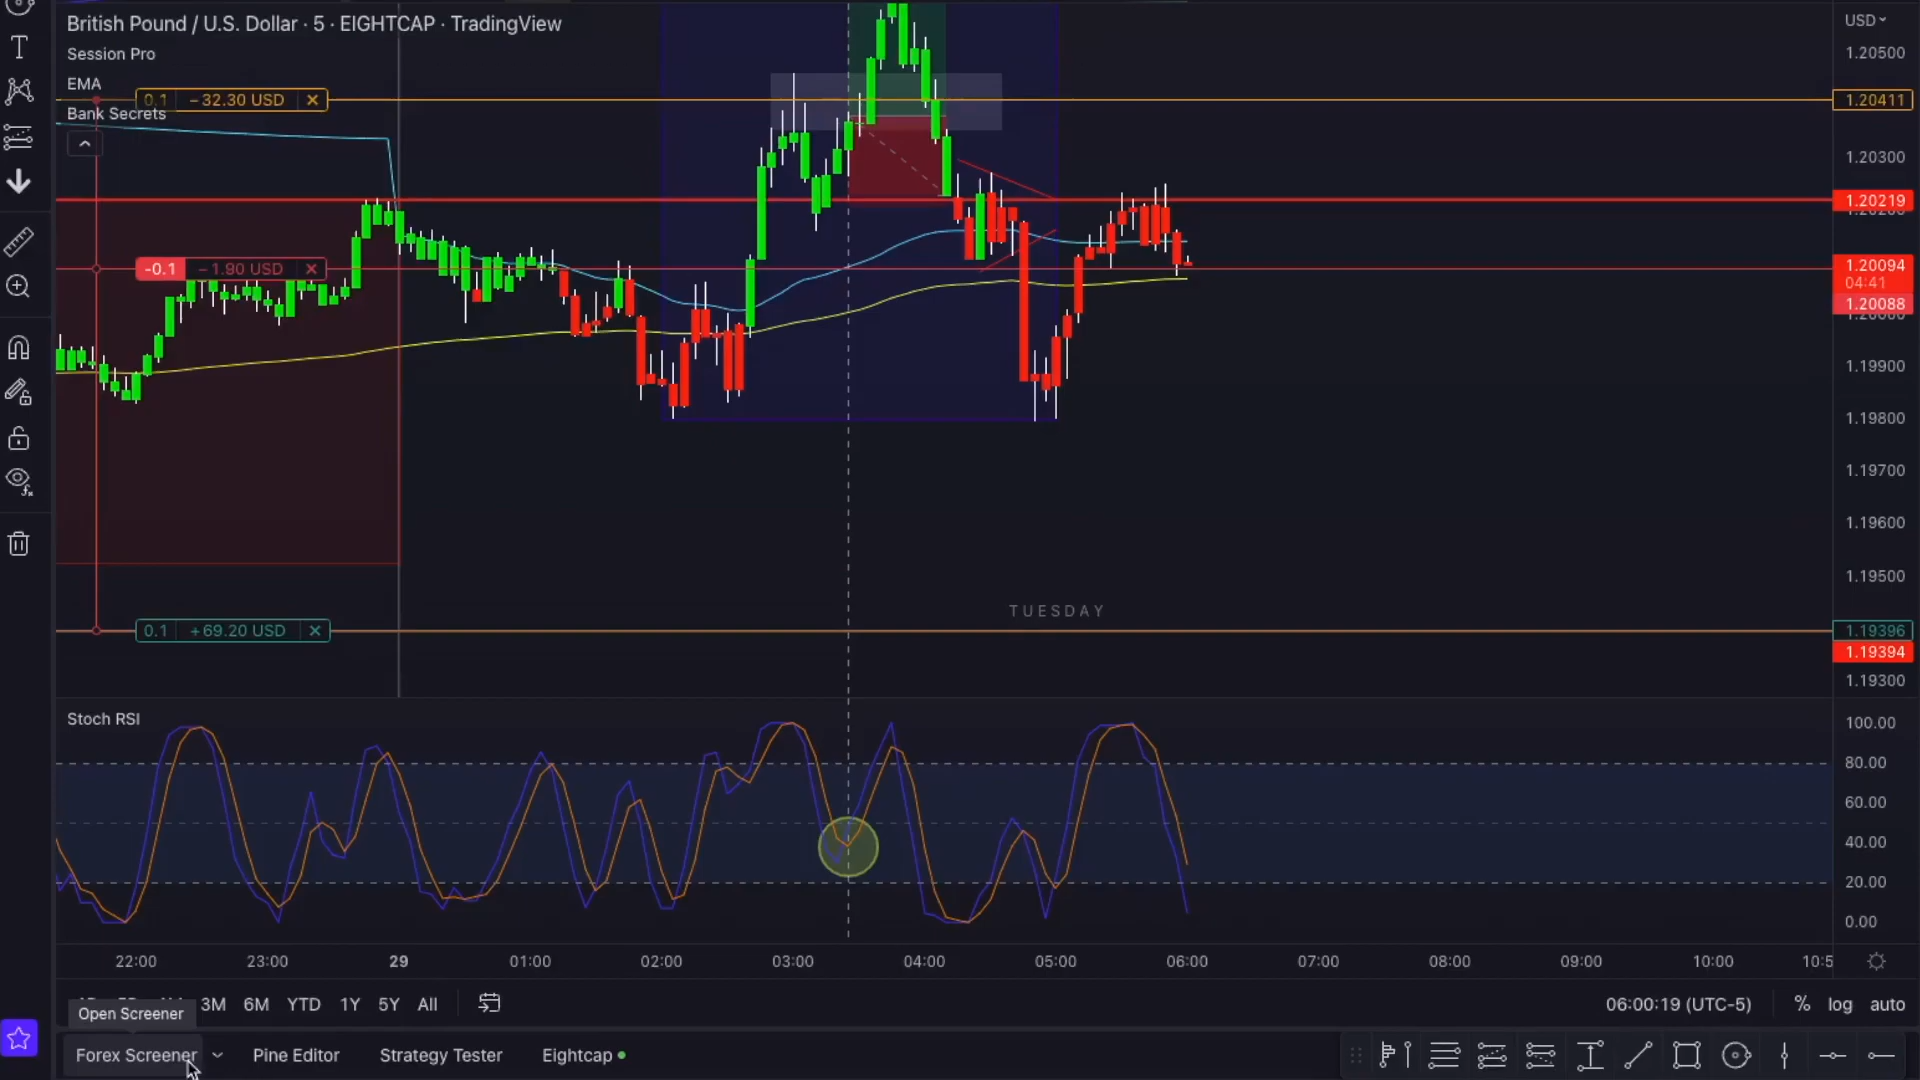 British Pound / U.S. Dollar · 5 · EIGHTCAP · TradingView
Session Pro
EMA
0.1 −32.30 USD ×
Bank Secrets
-0.1 −1.90 USD ×
0.1 +69.20 USD ×
TUESDAY
USD
1.20500
1.20411
1.20300
1.20219
1.20094
04:41
1.20088
1.19900
1.19800
1.19700
1.19600
1.19500
1.19396
1.19394
1.19300
Stoch RSI
100.00
80.00
60.00
40.00
20.00
0.00
22:00 23:00 29 01:00 02:00 03:00 04:00 05:00 06:00 07:00 08:00 09:00 10:00 10:5
3M 6M YTD 1Y 5Y All
06:00:19 (UTC-5) % log auto
Open Screener
Forex Screener Pine Editor Strategy Tester Eightcap